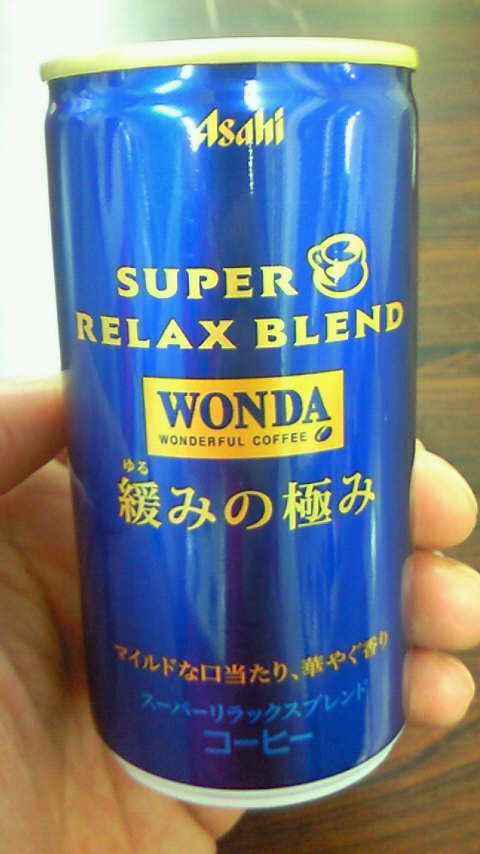 Asahi
SUPER
RELAX BLEND
WONDA
WONDERFUL COFFEE
ゆる
緩みの極み
マイルドな口当たり、華やぐ香り
スーパーリラックスブレンド
コーヒー